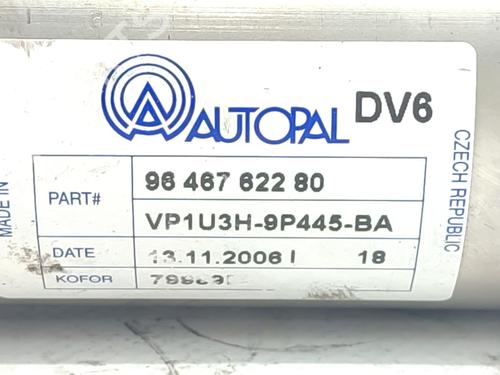 AUTOPAL
DV6
MADE IN
CZECH REPUBLIC
PART# 96 467 622 80
VP1U3H-9P445-BA
DATE 13.11.2006 18
KOFOR